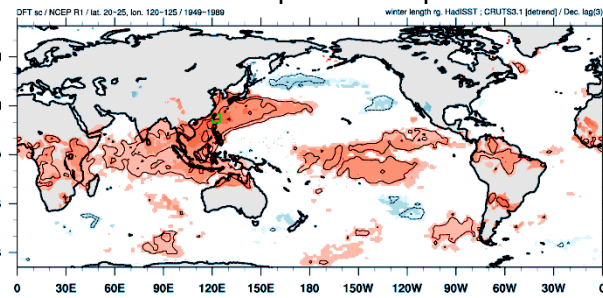 DFT sc / NCEP R1 / lat. 20-25, lon. 120-125 / 1949-1989
winter length rg. HadISST ; CRUTS3.1 [detrend] / Dec. lag(3)
0 30E 60E 90E 120E 150E 180 150W 120W 90W 60W 30W